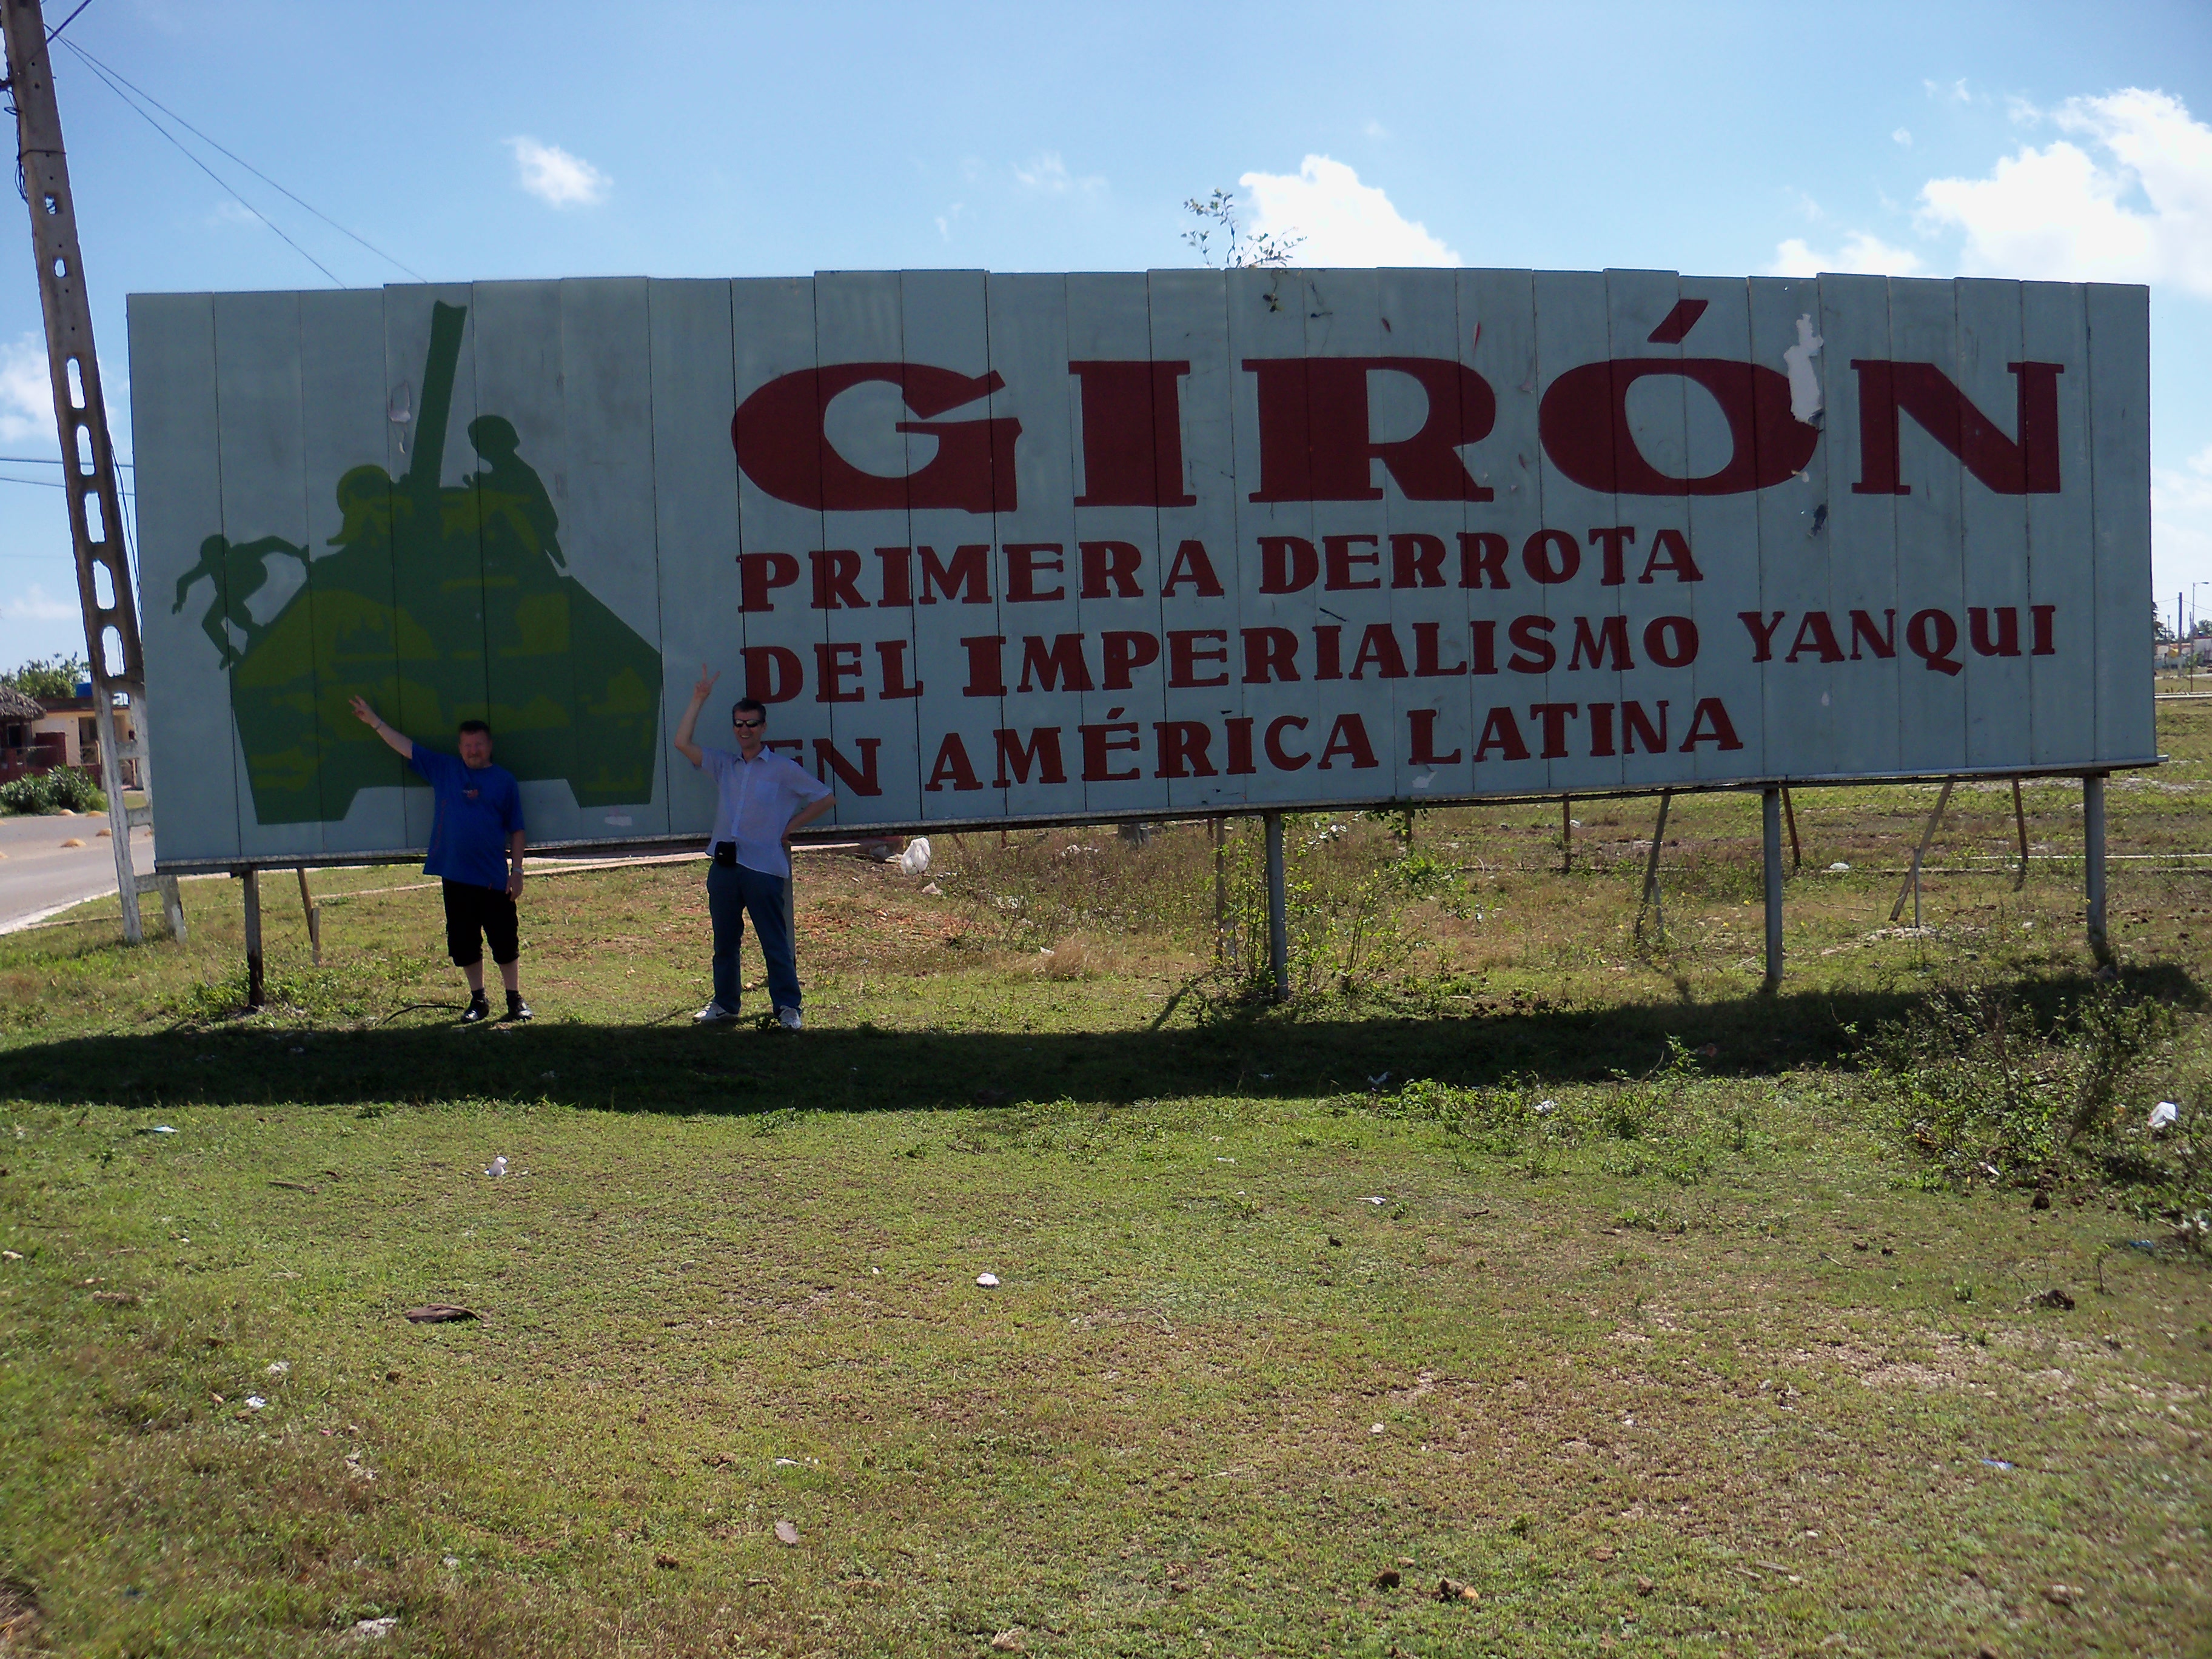 GIRÓN
PRIMERA DERROTA
DEL IMPERIALISMO YANQUI
EN AMÉRICA LATINA